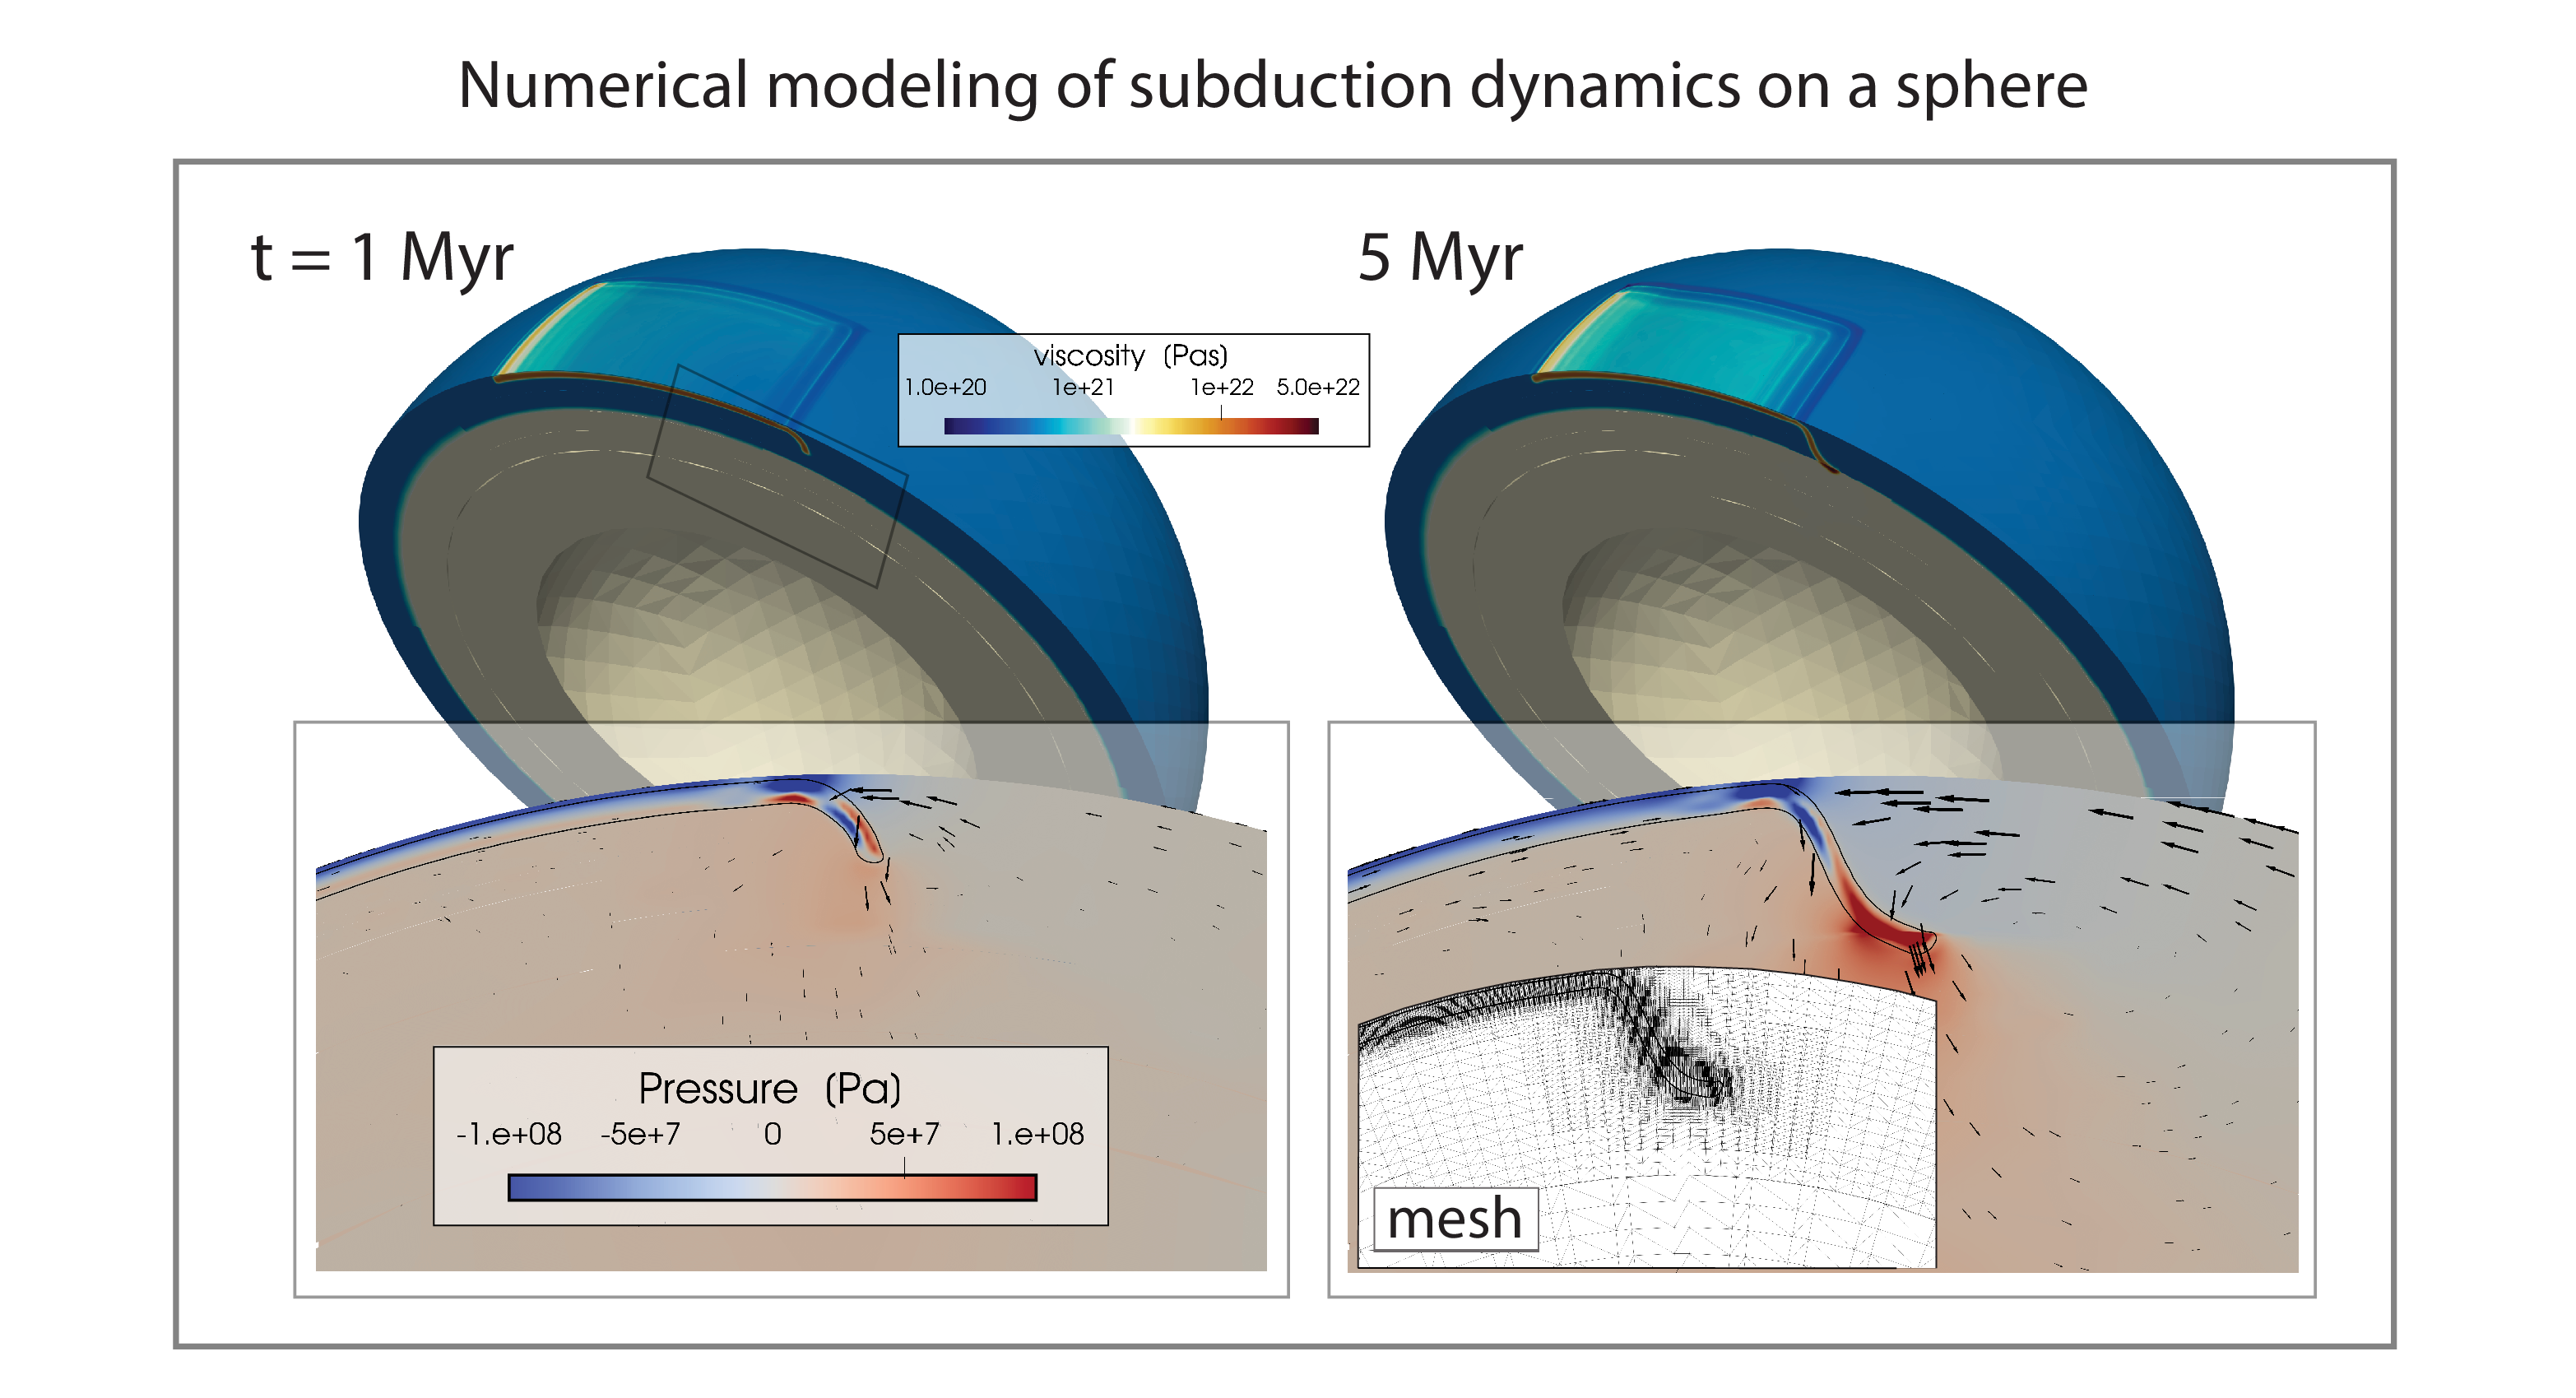 Numerical modeling of subduction dynamics on a sphere
t = 1 Myr
5 Myr
viscosity (Pas)
1.0e+20 1e+21 1e+22 5.0e+22
Pressure (Pa)
-1.e+08 -5e+7 0 5e+7 1.e+08
mesh